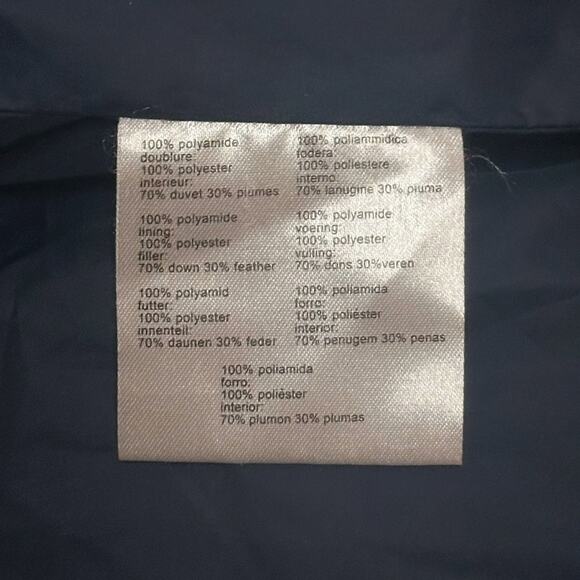 100% polyamide
doublure:
100% polyester
interieur:
70% duvet 30% plumes
100% poliammidica
fodera:
100% poliestere
interno:
70% lanugine 30% piuma
100% polyamide
lining:
100% polyester
filler:
70% down 30% feather
100% polyamide
voering:
100% polyester
vulling:
70% dons 30%veren
100% polyamid
futter:
100% polyester
innenteil:
70% daunen 30% feder
100% poliamida
forro:
100% poliéster
interior:
70% penugem 30% penas
100% poliamida
forro:
100% poliéster
interior:
70% plumon 30% plumas